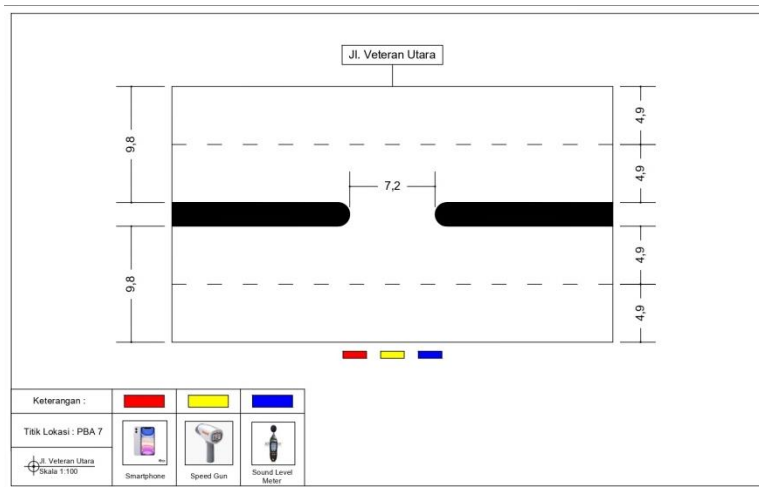 Jl. Veteran Utara
9,8
4,9
4,9
7,2
9,8
4,9
4,9
Keterangan :
Titik Lokasi : PBA 7
Jl. Veteran Utara
Skala 1:100
Smartphone
Speed Gun
Sound Level
Meter